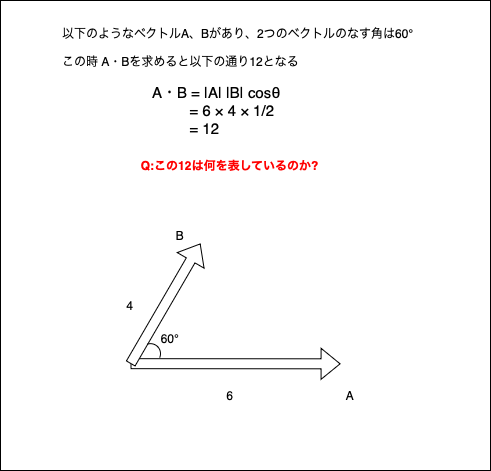 以下のようなベクトルA、Bがあり、2つのベクトルのなす角は60°
この時 A・Bを求めると以下の通り12となる
A・B = |A| |B| cosθ
= 6 × 4 × 1/2
= 12
Q:この12は何を表しているのか?
B
4
60°
6
A